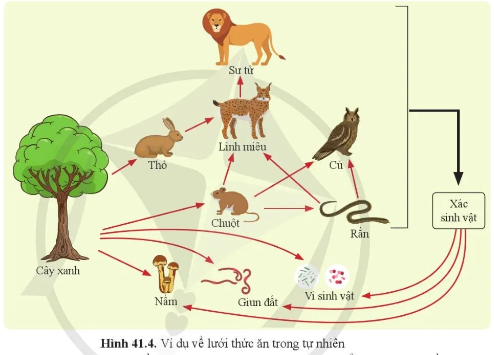 Sư tử
Linh miêu
Thỏ
Cú
Chuột
Rắn
Xác
sinh vật
Cây xanh
Nấm
Giun đất
Vi sinh vật
Hình 41.4. Ví dụ về lưới thức ăn trong tự nhiên